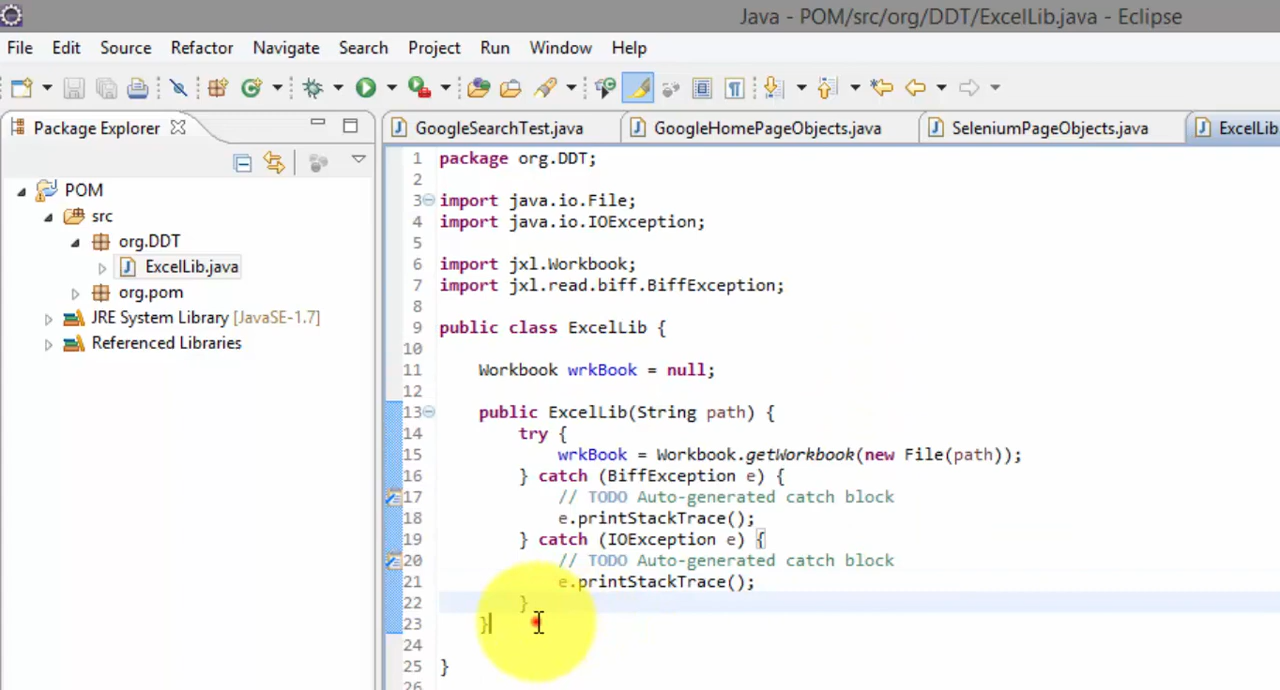 Java - POM/src/org/DDT/ExcelLib.java - Eclipse
File Edit Source Refactor Navigate Search Project Run Window Help
Package Explorer
POM
src
org.DDT
ExcelLib.java
org.pom
JRE System Library [JavaSE-1.7]
Referenced Libraries
GoogleSearchTest.java GoogleHomePageObjects.java SeleniumPageObjects.java ExcelLib
1 package org.DDT;
2
3 import java.io.File;
4 import java.io.IOException;
5
6 import jxl.Workbook;
7 import jxl.read.biff.BiffException;
8
9 public class ExcelLib {
10
11 Workbook wrkBook = null;
12
13 public ExcelLib(String path) {
14 try {
15 wrkBook = Workbook.getWorkbook(new File(path));
16 } catch (BiffException e) {
17 // TODO Auto-generated catch block
18 e.printStackTrace();
19 } catch (IOException e) {
20 // TODO Auto-generated catch block
21 e.printStackTrace();
22 }
23 }
24
25 }
26